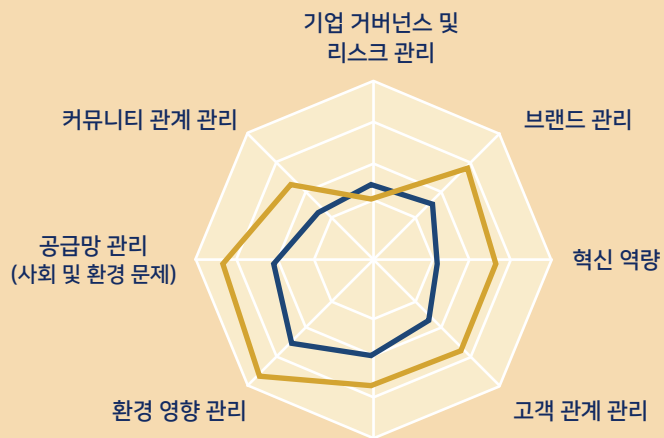 기업 거버넌스 및
리스크 관리
커뮤니티 관계 관리
브랜드 관리
공급망 관리
(사회 및 환경 문제)
혁신 역량
환경 영향 관리
고객 관계 관리